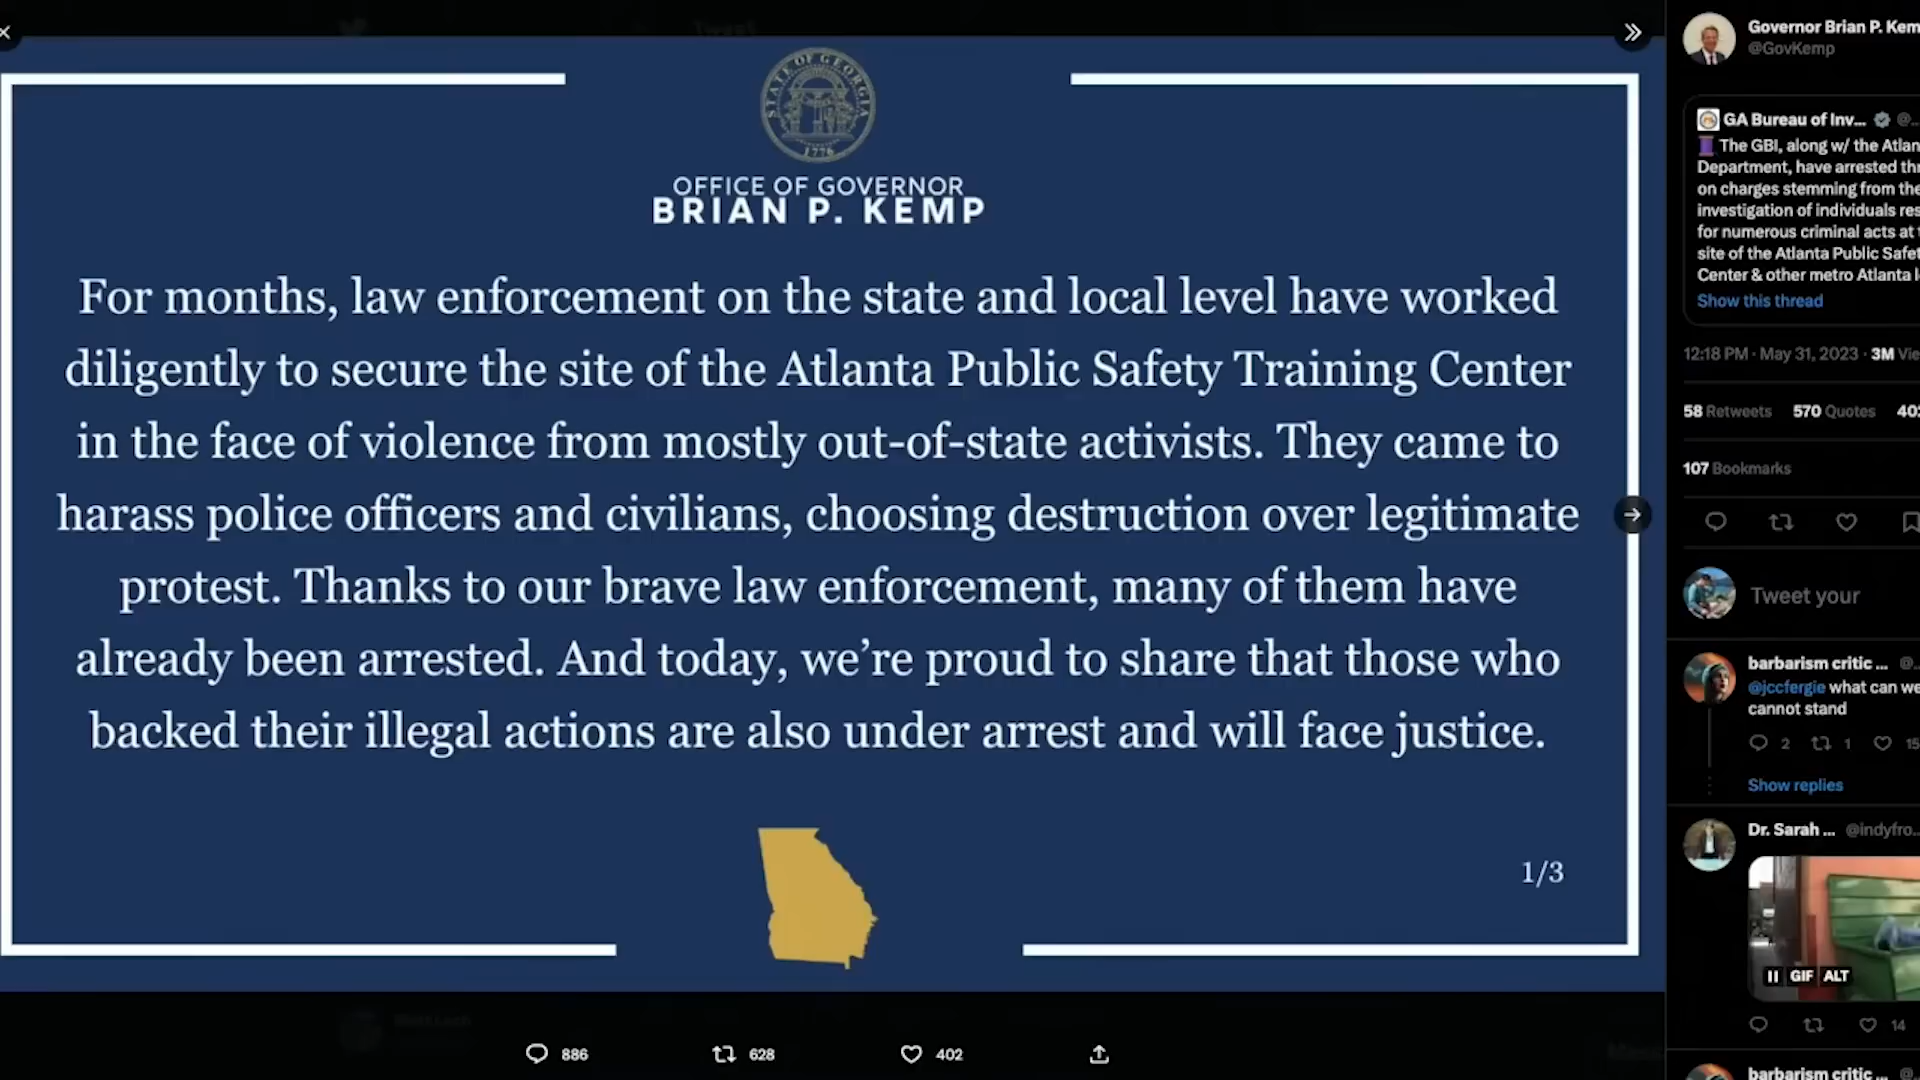 STATE OF GEORGIA
1776
OFFICE OF GOVERNOR
BRIAN P. KEMP
For months, law enforcement on the state and local level have worked
diligently to secure the site of the Atlanta Public Safety Training Center
in the face of violence from mostly out-of-state activists. They came to
harass police officers and civilians, choosing destruction over legitimate
protest. Thanks to our brave law enforcement, many of them have
already been arrested. And today, we’re proud to share that those who
backed their illegal actions are also under arrest and will face justice.
1/3
886 628 402
Governor Brian P. Kem
@GovKemp
GA Bureau of Inv... @...
The GBI, along w/ the Atlan
Department, have arrested thr
on charges stemming from the
investigation of individuals res
for numerous criminal acts at
site of the Atlanta Public Safet
Center & other metro Atlanta
Show this thread
12:18 PM · May 31, 2023 · 3M Vie
58 Retweets 570 Quotes 402
107 Bookmarks
Tweet your
barbarism critic ... @...
@jccfergie what can we
cannot stand
2 1 15
Show replies
Dr. Sarah ... @indyfro...
GIF ALT
14
barbarism critic ... @...